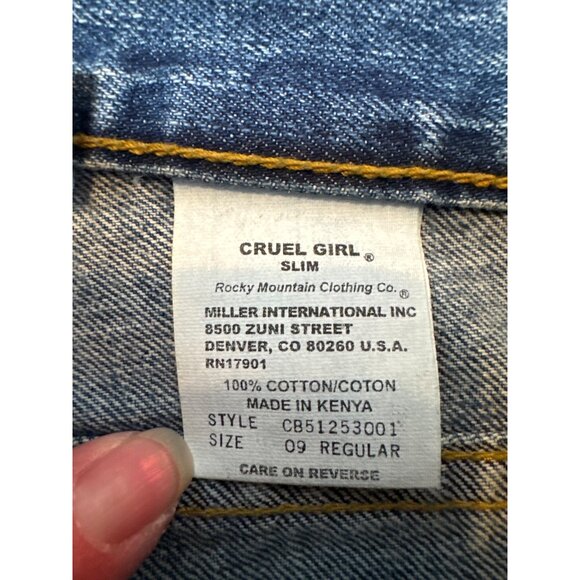 CRUEL GIRL ®
SLIM
Rocky Mountain Clothing Co. ®
MILLER INTERNATIONAL INC
8500 ZUNI STREET
DENVER, CO 80260 U.S.A.
RN17901
100% COTTON/COTON
MADE IN KENYA
STYLE CB51253001
SIZE 09 REGULAR
CARE ON REVERSE